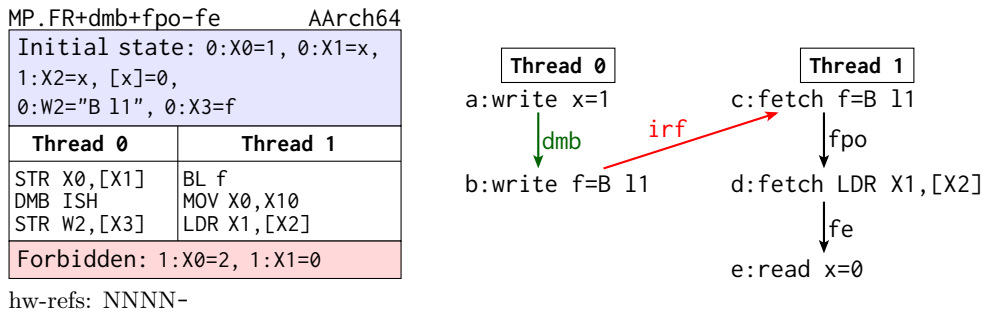 MP.FR+dmb+fpo-fe AArch64
Initial state: 0:X0=1, 0:X1=x,
1:X2=x, [x]=0,
0:W2="B l1", 0:X3=f
Thread 0 Thread 1
STR X0,[X1] BL f
DMB ISH MOV X0,X10
STR W2,[X3] LDR X1,[X2]
Forbidden: 1:X0=2, 1:X1=0
hw-refs: NNNN-
Thread 0 Thread 1
a:write x=1 c:fetch f=B l1
dmb irf fpo
b:write f=B l1 d:fetch LDR X1,[X2]
fe
e:read x=0